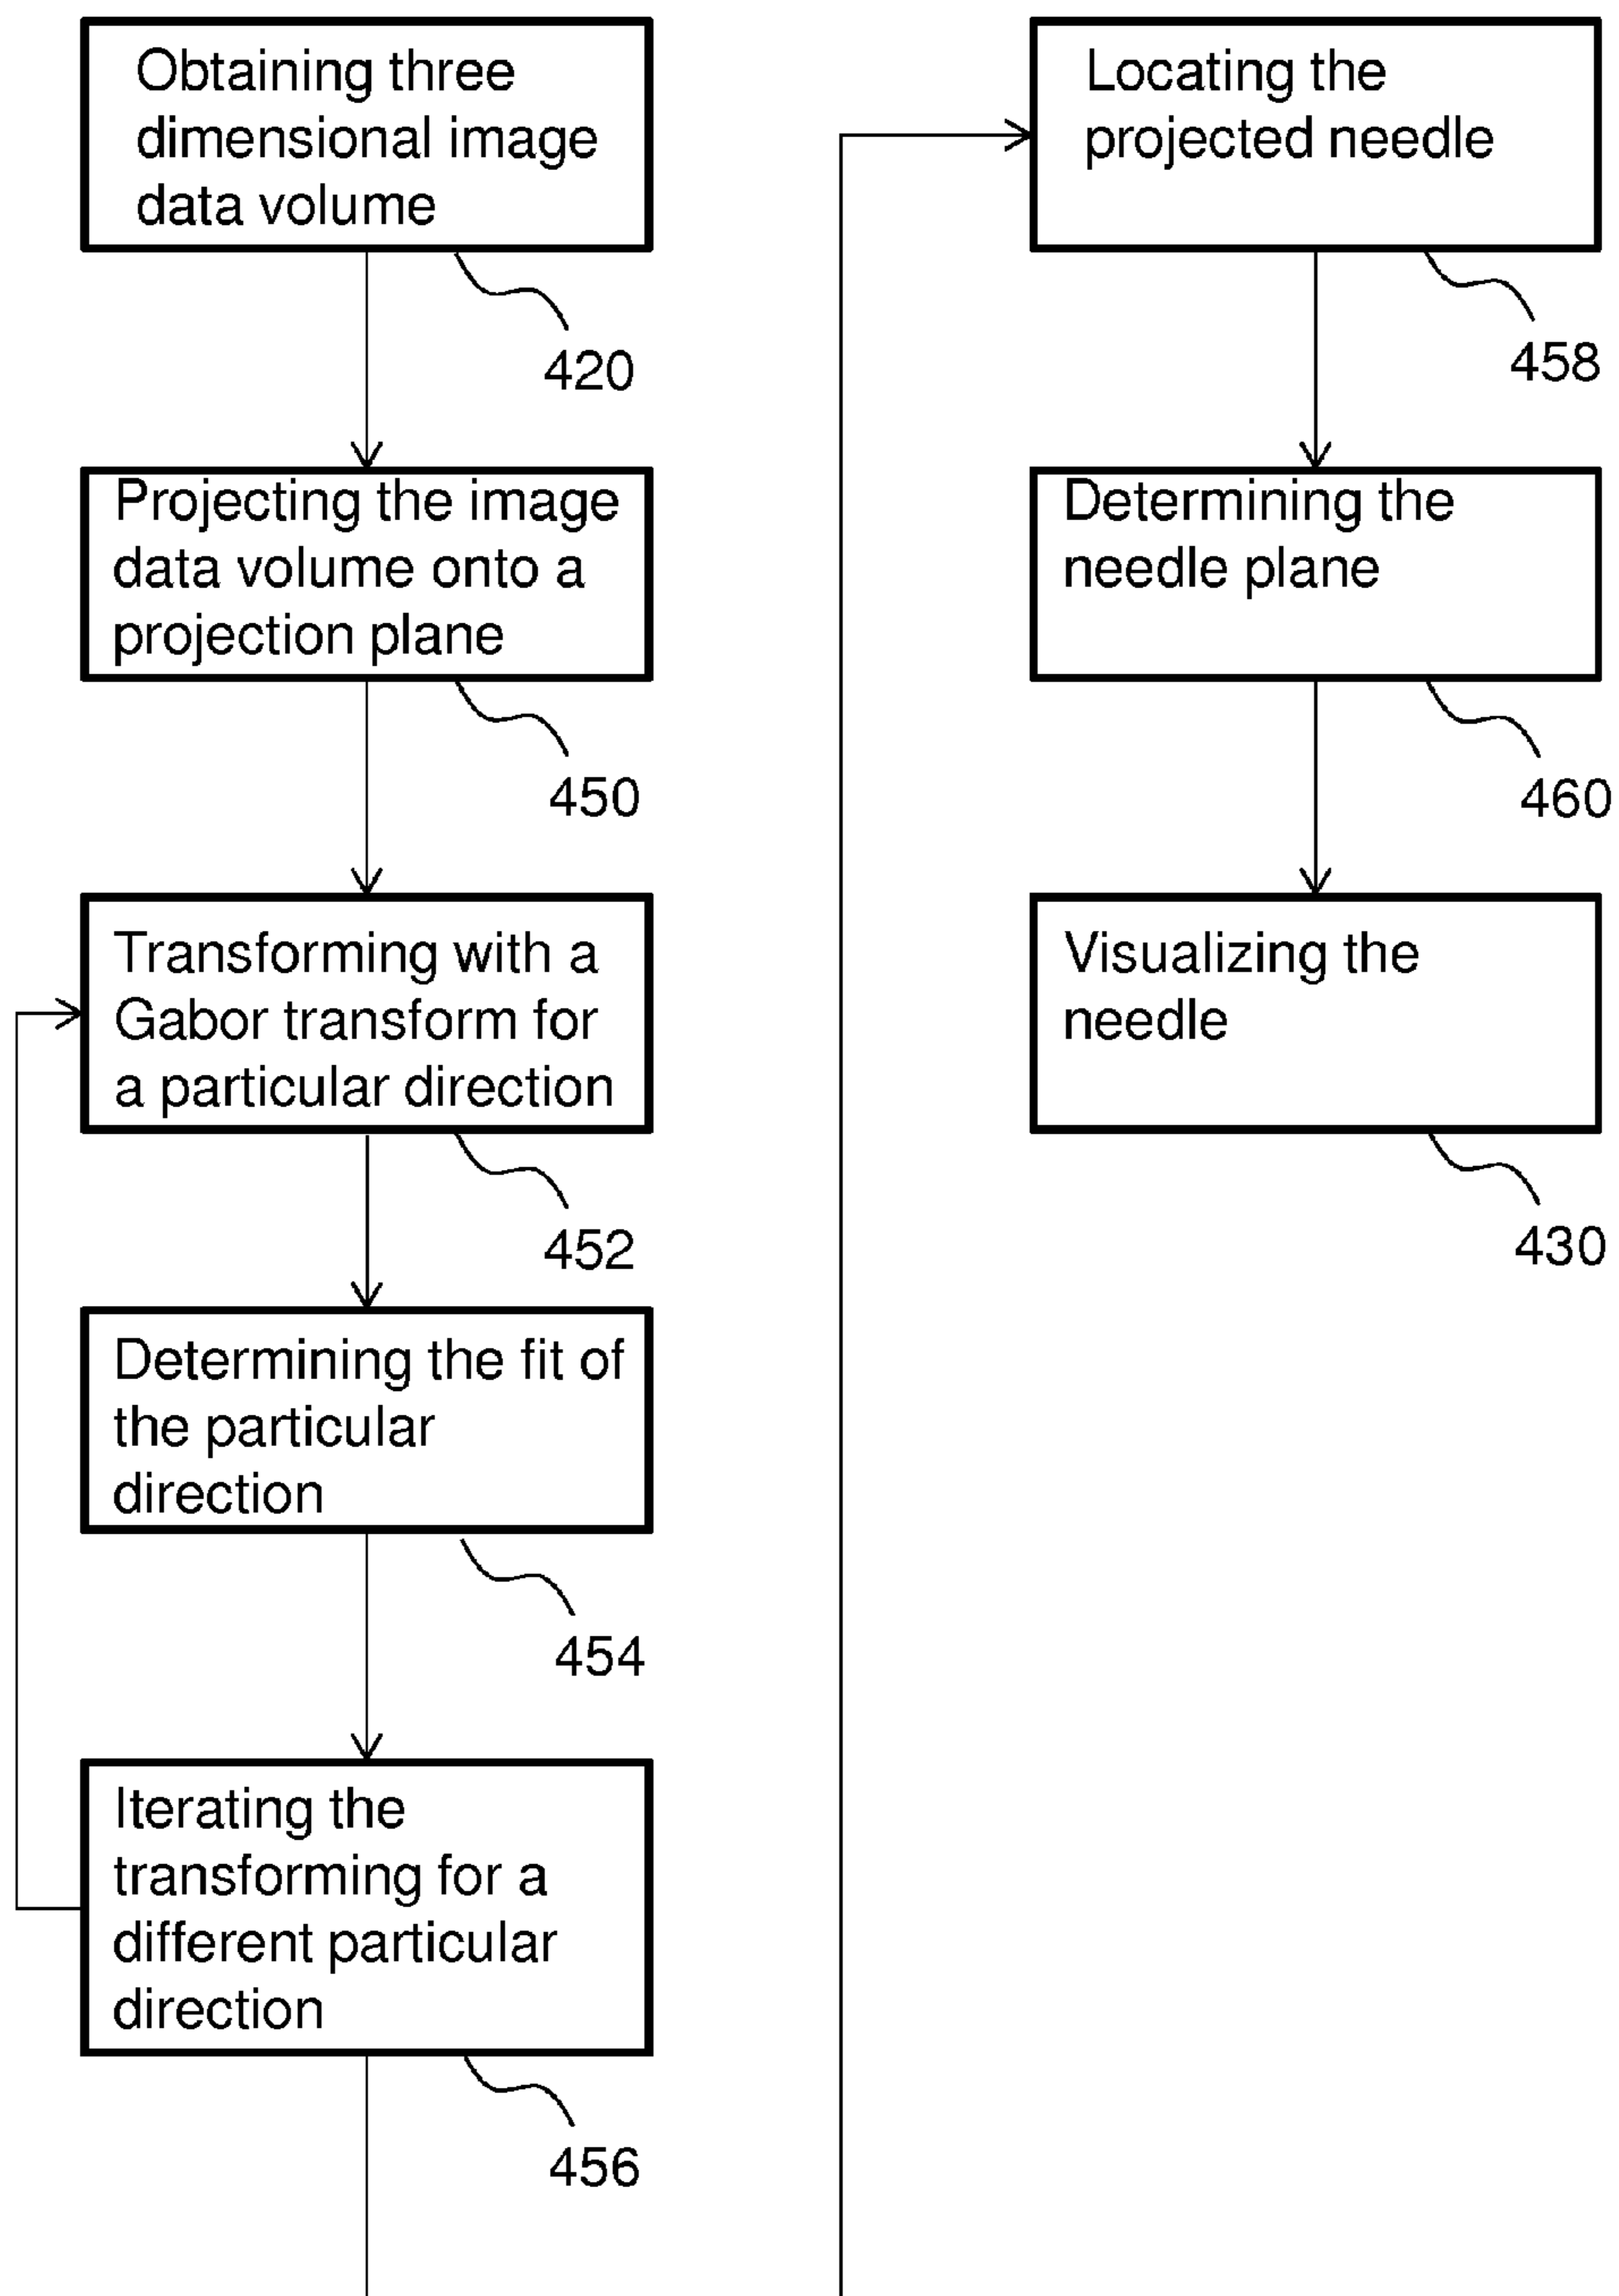 Obtaining three
dimensional image
data volume
420
Projecting the image
data volume onto a
projection plane
450
Transforming with a
Gabor transform for
a particular direction
452
Determining the fit of
the particular
direction
454
Iterating the
transforming for a
different particular
direction
456
Locating the
projected needle
458
Determining the
needle plane
460
Visualizing the
needle
430